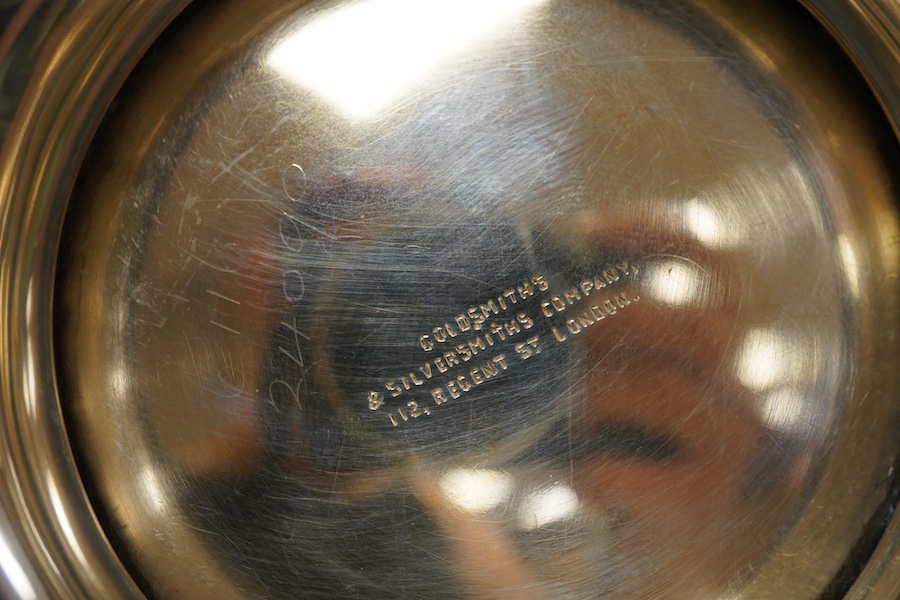 GOLDSMITHS
& SILVERSMITHS COMPANY,
112, REGENT ST LONDON.